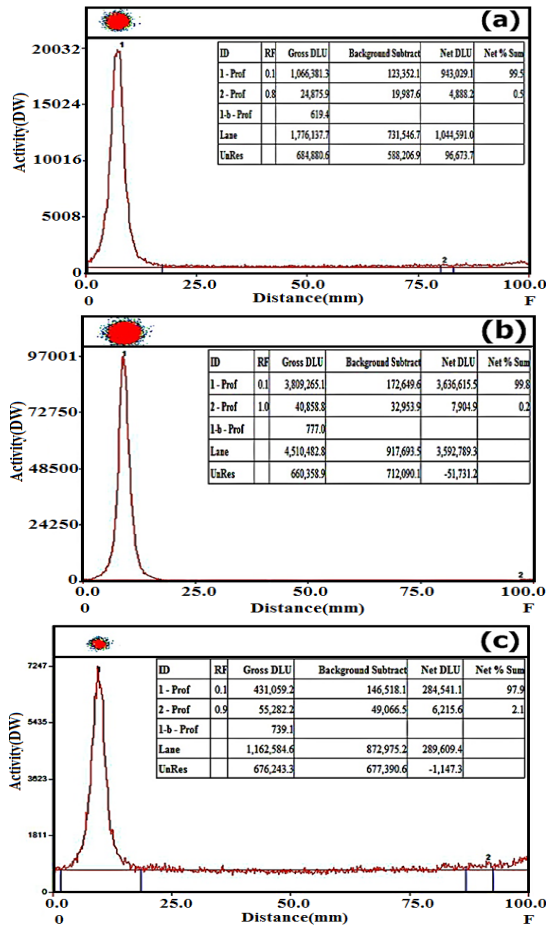 (a)
1
20032
15024
10016
5008
0
Activity(DW)
ID RF Gross DLU Background Subtract Net DLU Net % Sum
1 - Prof 0.1 1,066,381.3 123,352.1 943,029.1 99.5
2 - Prof 0.8 24,875.9 19,987.6 4,888.2 0.5
1-b - Prof 619.4
Lane 1,776,137.7 731,546.7 1,044,591.0
UnRes 684,880.6 588,206.9 96,673.7
2
0.0 25.0 50.0 75.0 100.0
0 Distance(mm) F
(b)
1
97001
72750
48500
24250
0
Activity(DW)
ID RF Gross DLU Background Subtract Net DLU Net % Sum
1 - Prof 0.1 3,809,265.1 172,649.6 3,636,615.5 99.8
2 - Prof 1.0 40,858.8 32,953.9 7,904.9 0.2
1-b - Prof 777.0
Lane 4,510,482.8 917,693.5 3,592,789.3
UnRes 660,358.9 712,090.1 -51,731.2
2
0.0 25.0 50.0 75.0 100.0
0 Distance(mm) F
(c)
7247
5435
3623
1811
0
Activity(DW)
ID RF Gross DLU Background Subtract Net DLU Net % Sum
1 - Prof 0.1 431,059.2 146,518.1 284,541.1 97.9
2 - Prof 0.9 55,282.2 49,066.5 6,215.6 2.1
1-b - Prof 739.1
Lane 1,162,584.6 872,975.2 289,609.4
UnRes 676,243.3 677,390.6 -1,147.3
2
0.0 25.0 50.0 75.0 100.0
0 Distance(mm) F